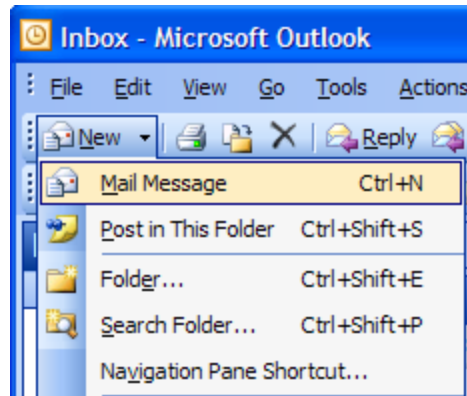 Inbox - Microsoft Outlook
File Edit View Go Tools Actions
New Reply
Mail Message Ctrl+N
Post in This Folder Ctrl+Shift+S
Folder... Ctrl+Shift+E
Search Folder... Ctrl+Shift+P
Navigation Pane Shortcut...